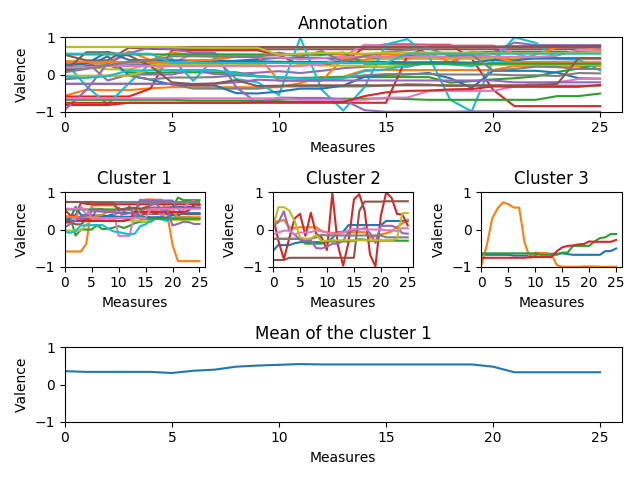 Annotation
Valence
1
0
−1
0 5 10 15 20 25
Measures
Cluster 1 Cluster 2 Cluster 3
Valence Valence Valence
1 1 1
0 0 0
−1 −1 −1
0 5 10 15 20 25 0 5 10 15 20 25 0 5 10 15 20 25
Measures Measures Measures
Mean of the cluster 1
Valence
1
0
−1
0 5 10 15 20 25
Measures